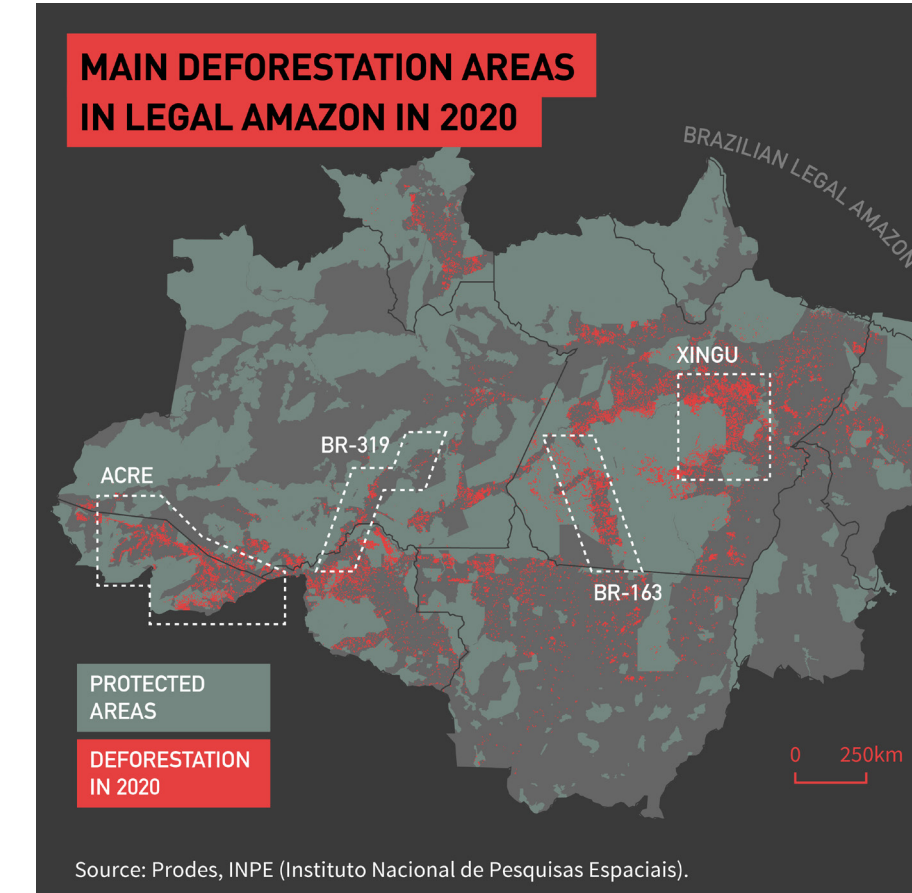 MAIN DEFORESTATION AREAS
IN LEGAL AMAZON IN 2020
BRAZILIAN LEGAL AMAZON
XINGU
BR-319
ACRE
BR-163
PROTECTED
AREAS
DEFORESTATION
IN 2020
0 250km
Source: Prodes, INPE (Instituto Nacional de Pesquisas Espaciais).